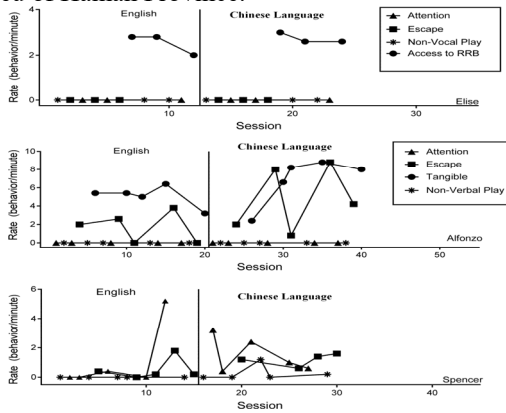 English
Chinese Language
Attention
Escape
Non-Vocal Play
Access to RRB
Rate (behavior/minute)
4
2
0
10
20
30
Session
Elise
English
Chinese Language
Attention
Escape
Tangible
Non-Verbal Play
Rate (behavior/minute)
10
8
6
4
2
0
0
10
20
30
40
50
Session
Alfonzo
English
Chinese Language
Rate (behavior/minute)
6
3
0
10
20
30
40
Session
Spencer